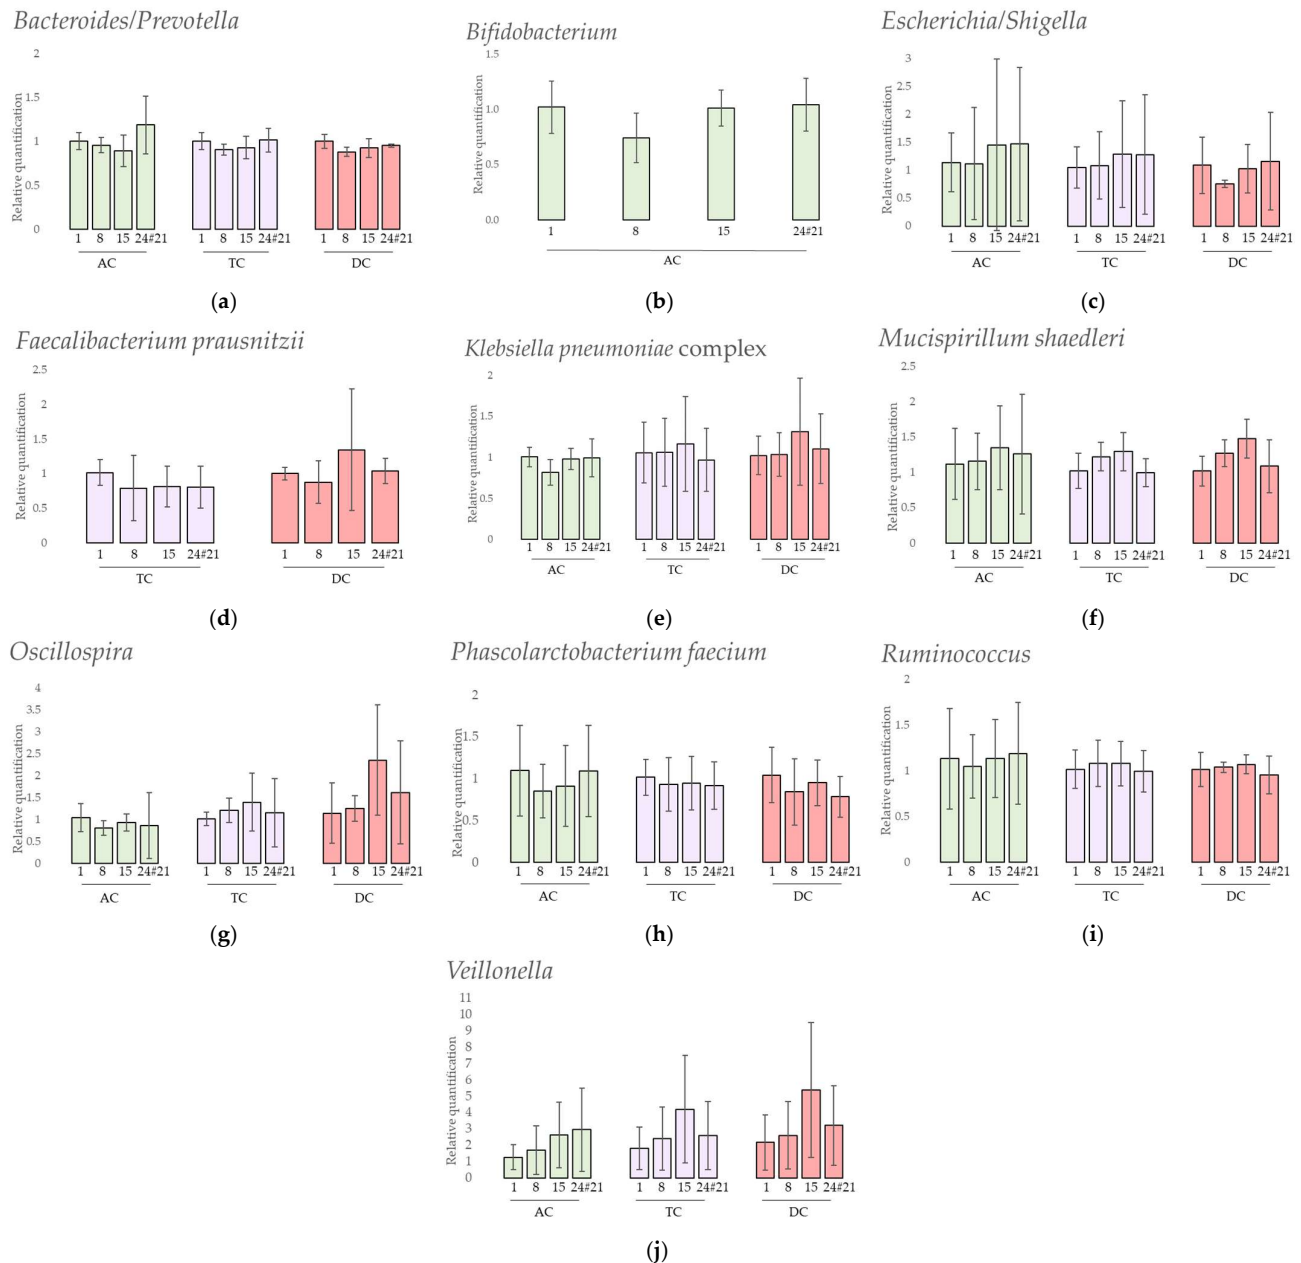 Bacteroides/Prevotella
Relative quantification
2
1.5
1
0.5
0
1 8 15 24#21 1 8 15 24#21 1 8 15 24#21
AC TC DC
(a)
Bifidobacterium
Relative quantification
1.5
1.0
0.5
0.0
1 8 15 24#21
AC
(b)
Escherichia/Shigella
Relative quantification
3
2.5
2
1.5
1
0.5
0
1 8 15 24#21 1 8 15 24#21 1 8 15 24#21
AC TC DC
(c)
Faecalibacterium prausnitzii
Relative quantification
2.5
2
1.5
1
0.5
0
1 8 15 24#21 1 8 15 24#21
TC DC
(d)
Klebsiella pneumoniae complex
Relative quantification
2
1.5
1
0.5
0
1 8 15 24#21 1 8 15 24#21 1 8 15 24#21
AC TC DC
(e)
Mucispirillum shaedleri
Relative quantification
2.5
2
1.5
1
0.5
0
1 8 15 24#21 1 8 15 24#21 1 8 15 24#21
AC TC DC
(f)
Oscillospira
Relative quantification
4
3.5
3
2.5
2
1.5
1
0.5
0
1 8 15 24#21 1 8 15 24#21 1 8 15 24#21
AC TC DC
(g)
Phascolarctobacterium faecium
Relative quantification
2
1.5
1
0.5
0
1 8 15 24#21 1 8 15 24#21 1 8 15 24#21
AC TC DC
(h)
Ruminococcus
Relative quantification
2
1.5
1
0.5
0
1 8 15 24#21 1 8 15 24#21 1 8 15 24#21
AC TC DC
(i)
Veillonella
Relative quantification
11
10
9
8
7
6
5
4
3
2
1
0
1 8 15 24#21 1 8 15 24#21 1 8 15 24#21
AC TC DC
(j)